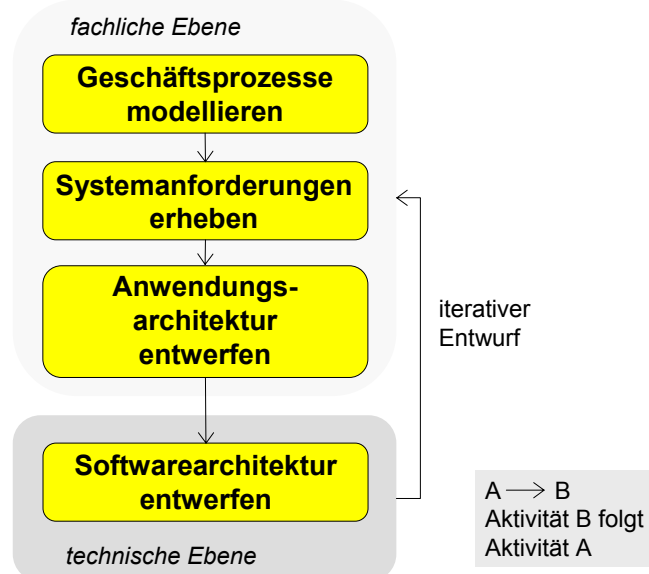 fachliche Ebene
Geschäftsprozesse
modellieren
Systemanforderungen
erheben
Anwendungs-
architektur
entwerfen
iterativer
Entwurf
Softwarearchitektur
entwerfen
technische Ebene
A → B
Aktivität B folgt
Aktivität A